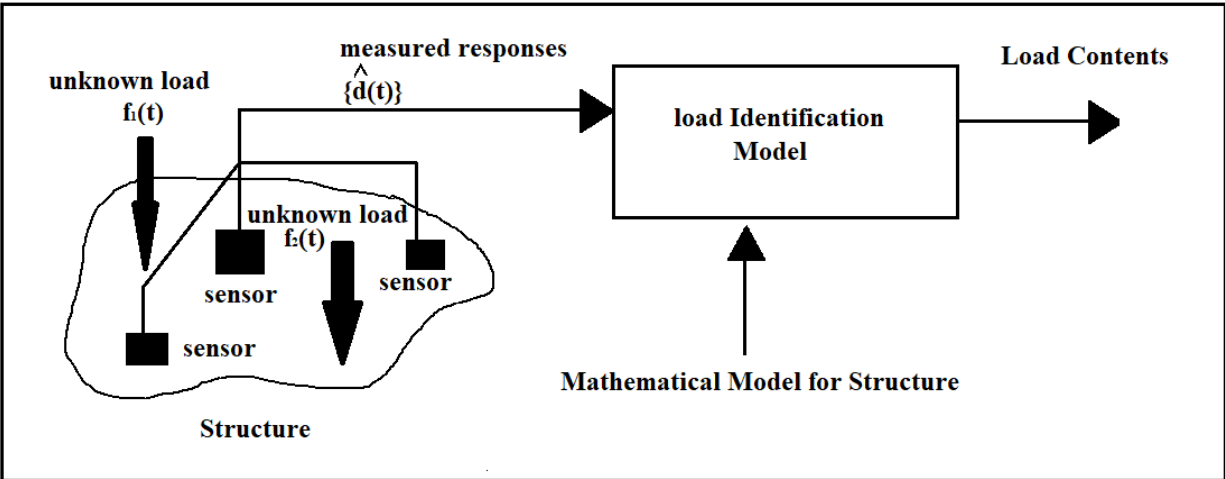 measured responses
^
{d(t)}
unknown load
f₁(t)
Load Contents
load Identification
Model
unknown load
f₂(t)
sensor
sensor
sensor
Mathematical Model for Structure
Structure